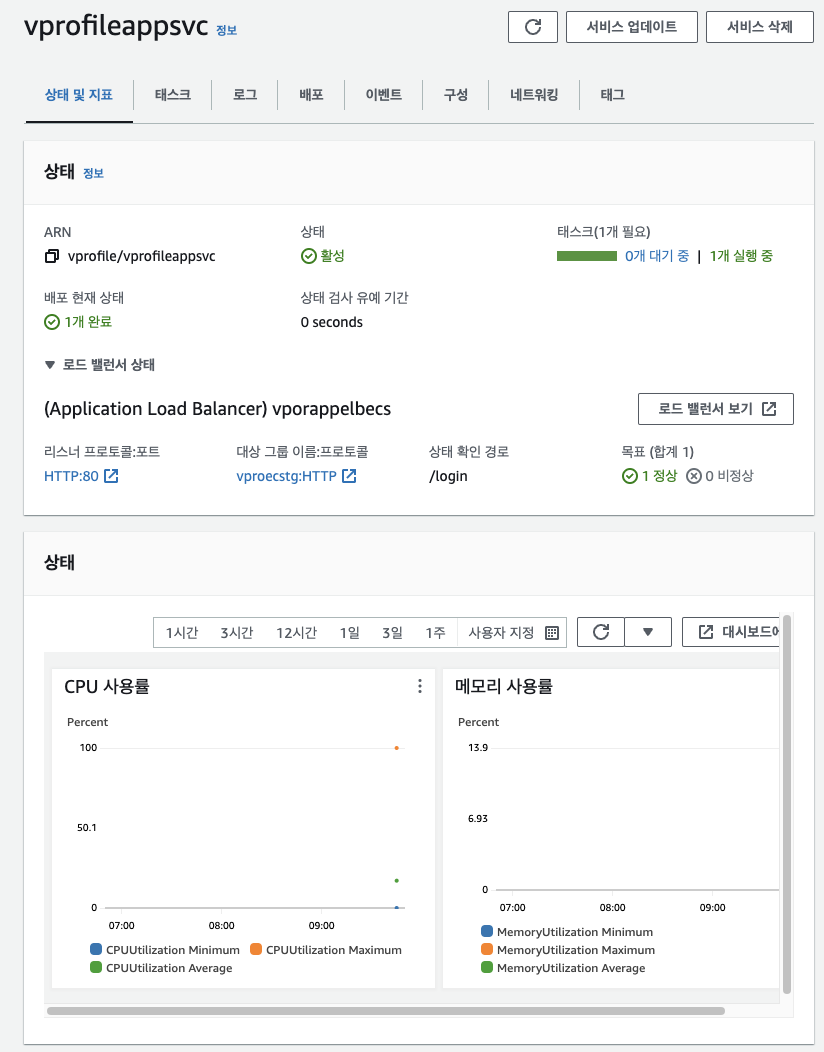 vprofileappsvc 정보
서비스 업데이트
서비스 삭제
상태 및 지표
태스크
로그
배포
이벤트
구성
네트워킹
태그
상태 정보
ARN
vprofile/vprofileappsvc
상태
활성
태스크(1개 필요)
0개 대기 중 | 1개 실행 중
배포 현재 상태
1개 완료
상태 검사 유예 기간
0 seconds
로드 밸런서 상태
(Application Load Balancer) vporappelbecs
로드 밸런서 보기
리스너 프로토콜:포트
HTTP:80
대상 그룹 이름:프로토콜
vproecstg:HTTP
상태 확인 경로
/login
목표 (합계 1)
1 정상 0 비정상
상태
1시간
3시간
12시간
1일
3일
1주
사용자 지정
대시보드에
CPU 사용률
Percent
100
50.1
0
07:00
08:00
09:00
CPUUtilization Minimum
CPUUtilization Maximum
CPUUtilization Average
메모리 사용률
Percent
13.9
6.93
0
07:00
08:00
09:00
MemoryUtilization Minimum
MemoryUtilization Maximum
MemoryUtilization Average